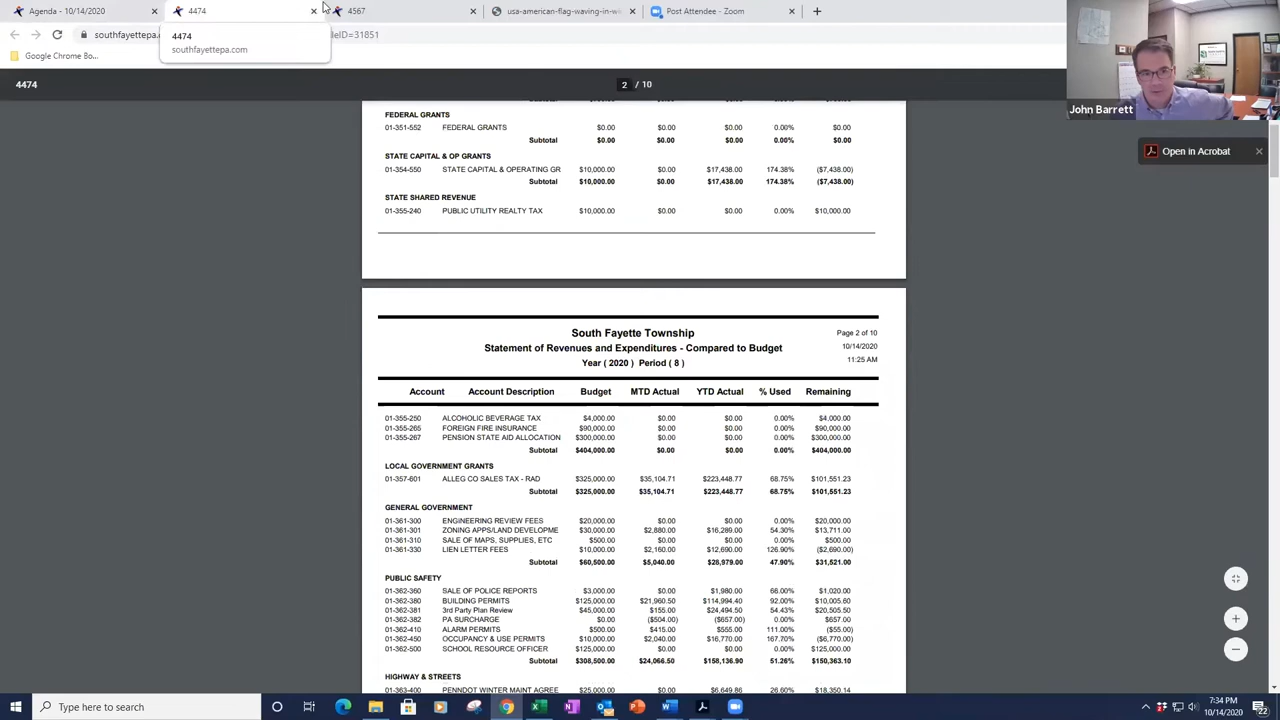 Agenda - 10/14/2020
4474
4567
usa-american-flag-waving-in-w
Post Attendee - Zoom
southfayettepa.
leID=31851
4474
southfayettepa.com
Google Chrome Bo...
4474
2 / 10
John Barrett
Open in Acrobat
FEDERAL GRANTS
01-351-552 FEDERAL GRANTS $0.00 $0.00 $0.00 0.00% $0.00
Subtotal $0.00 $0.00 $0.00 0.00% $0.00
STATE CAPITAL & OP GRANTS
01-354-550 STATE CAPITAL & OPERATING GR $10,000.00 $0.00 $17,438.00 174.38% ($7,438.00)
Subtotal $10,000.00 $0.00 $17,438.00 174.38% ($7,438.00)
STATE SHARED REVENUE
01-355-240 PUBLIC UTILITY REALTY TAX $10,000.00 $0.00 $0.00 0.00% $10,000.00
South Fayette Township
Statement of Revenues and Expenditures - Compared to Budget
Year ( 2020 ) Period ( 8 )
Page 2 of 10
10/14/2020
11:25 AM
Account Account Description Budget MTD Actual YTD Actual % Used Remaining
01-355-250 ALCOHOLIC BEVERAGE TAX $4,000.00 $0.00 $0.00 0.00% $4,000.00
01-355-265 FOREIGN FIRE INSURANCE $90,000.00 $0.00 $0.00 0.00% $90,000.00
01-355-267 PENSION STATE AID ALLOCATION $300,000.00 $0.00 $0.00 0.00% $300,000.00
Subtotal $404,000.00 $0.00 $0.00 0.00% $404,000.00
LOCAL GOVERNMENT GRANTS
01-357-601 ALLEG CO SALES TAX - RAD $325,000.00 $35,104.71 $223,448.77 68.75% $101,551.23
Subtotal $325,000.00 $35,104.71 $223,448.77 68.75% $101,551.23
GENERAL GOVERNMENT
01-361-300 ENGINEERING REVIEW FEES $20,000.00 $0.00 $0.00 0.00% $20,000.00
01-361-301 ZONING APPS/LAND DEVELOPME $30,000.00 $2,880.00 $16,289.00 54.30% $13,711.00
01-361-310 SALE OF MAPS, SUPPLIES, ETC $500.00 $0.00 $0.00 0.00% $500.00
01-361-330 LIEN LETTER FEES $10,000.00 $2,160.00 $12,690.00 126.90% ($2,690.00)
Subtotal $60,500.00 $5,040.00 $28,979.00 47.90% $31,521.00
PUBLIC SAFETY
01-362-360 SALE OF POLICE REPORTS $3,000.00 $0.00 $1,980.00 66.00% $1,020.00
01-362-380 BUILDING PERMITS $125,000.00 $21,960.50 $114,994.40 92.00% $10,005.60
01-362-381 3rd Party Plan Review $45,000.00 $155.00 $24,494.50 54.43% $20,505.50
01-362-382 PA SURCHARGE $0.00 ($504.00) ($657.00) 0.00% $657.00
01-362-410 ALARM PERMITS $500.00 $415.00 $555.00 111.00% ($55.00)
01-362-450 OCCUPANCY & USE PERMITS $10,000.00 $2,040.00 $16,770.00 167.70% ($6,770.00)
01-362-500 SCHOOL RESOURCE OFFICER $125,000.00 $0.00 $0.00 0.00% $125,000.00
Subtotal $308,500.00 $24,066.50 $158,136.90 51.26% $150,363.10
HIGHWAY & STREETS
01-363-400 PENNDOT WINTER MAINT AGREE $25,000.00 $0.00 $6,649.86 26.60% $18,350.14
Type here to search
7:34 PM
10/14/2020
22